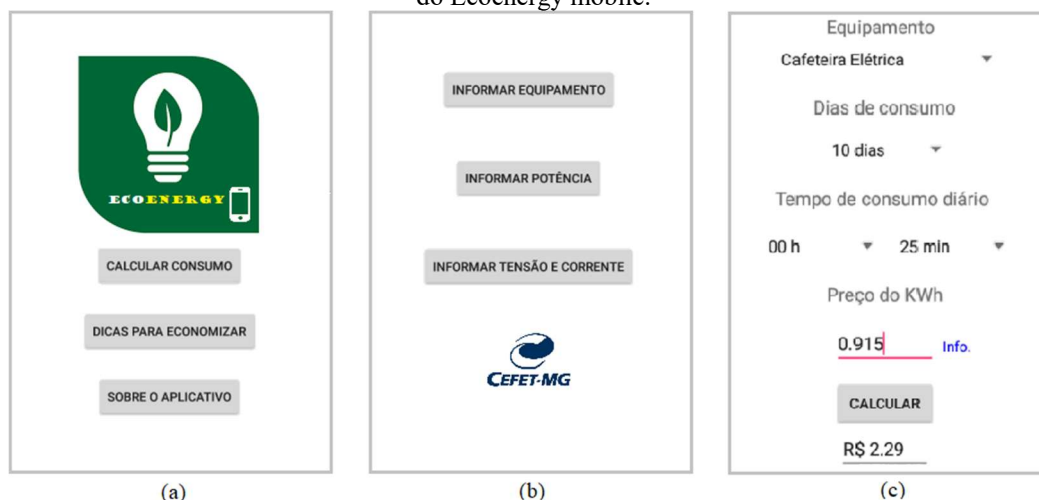 do Ecoenergy mobile.
ECOENERGY
CALCULAR CONSUMO
DICAS PARA ECONOMIZAR
SOBRE O APLICATIVO
(a)
INFORMAR EQUIPAMENTO
INFORMAR POTÊNCIA
INFORMAR TENSÃO E CORRENTE
CEFET-MG
(b)
Equipamento
Cafeteira Elétrica
Dias de consumo
10 dias
Tempo de consumo diário
00 h 25 min
Preço do KWh
0.915 Info.
CALCULAR
R$ 2.29
(c)